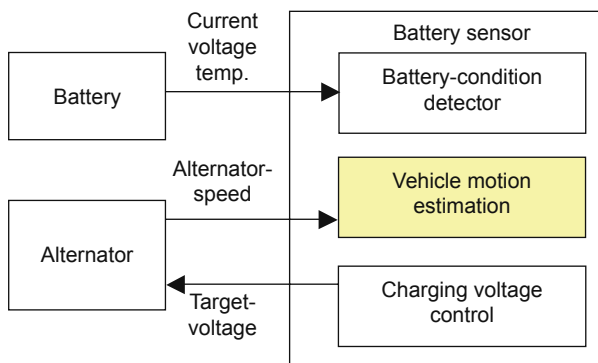 Current
voltage
temp.
Battery sensor
Battery
Battery-condition
detector
Alternator-
speed
Vehicle motion
estimation
Alternator
Target-
voltage
Charging voltage
control